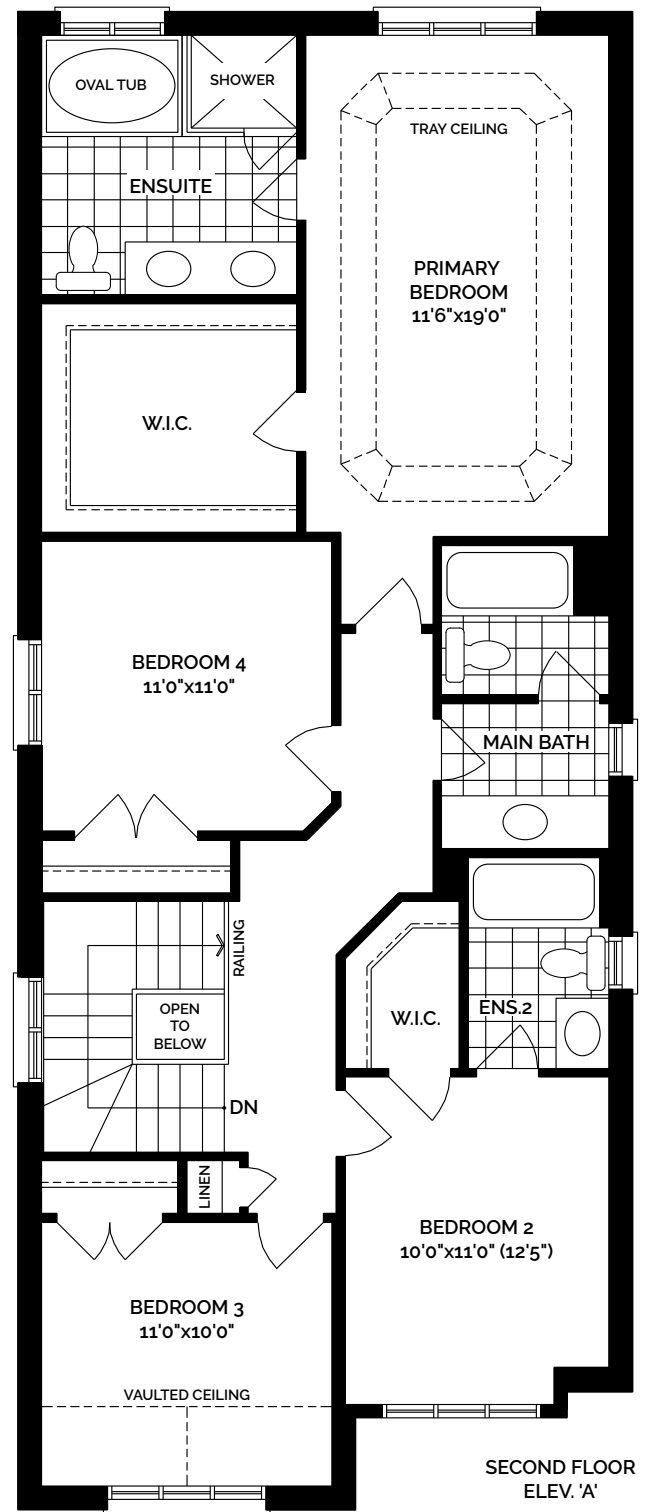 OVAL TUB
SHOWER
TRAY CEILING
ENSUITE
PRIMARY
BEDROOM
11'6"x19'0"
W.I.C.
BEDROOM 4
11'0"x11'0"
MAIN BATH
RAILING
OPEN
TO
BELOW
W.I.C.
ENS.2
DN
LINEN
BEDROOM 2
10'0"x11'0" (12'5")
BEDROOM 3
11'0"x10'0"
VAULTED CEILING
SECOND FLOOR
ELEV. 'A'